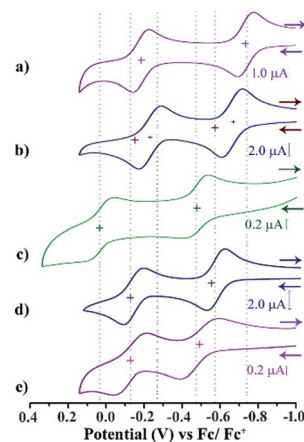 a)
1.0 μA
b)
2.0 μA
c)
0.2 μA
d)
2.0 μA
e)
0.2 μA
0.4 0.2 0.0 -0.2 -0.4 -0.6 -0.8 -1.0
Potential (V) vs Fc/ Fc⁺